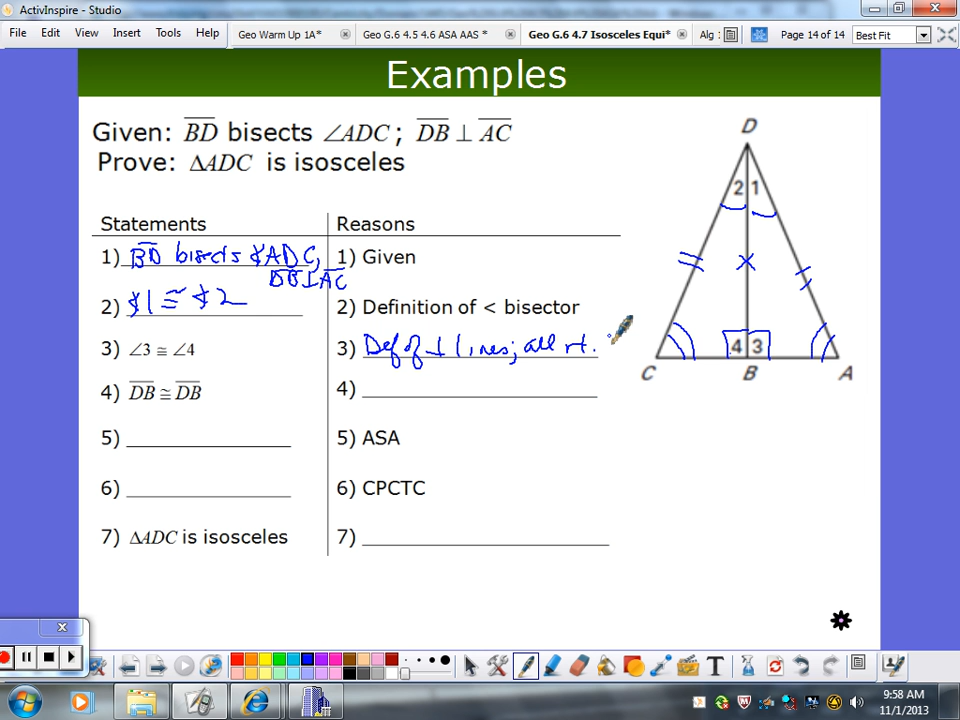 ActivInspire - Studio
File Edit View Insert Tools Help Geo Warm Up 1A* Geo G.6 4.5 4.6 ASA AAS * Geo G.6 4.7 Isosceles Equi* Alg : Page 14 of 14 Best Fit
Examples
Given: BD bisects ∠ADC; DB ⊥ AC
Prove: ΔADC is isosceles
Statements Reasons
1) BD bisects ∠ADC, 1) Given
DB ⊥ AC
2) ∠1 ≅ ∠2 2) Definition of < bisector
3) ∠3 ≅ ∠4 3) Def of ⊥ lines; all rt.
4) DB ≅ DB 4)
5) 5) ASA
6) 6) CPCTC
7) ΔADC is isosceles 7)
D
2 1
4 3
C B A
9:58 AM
11/1/2013